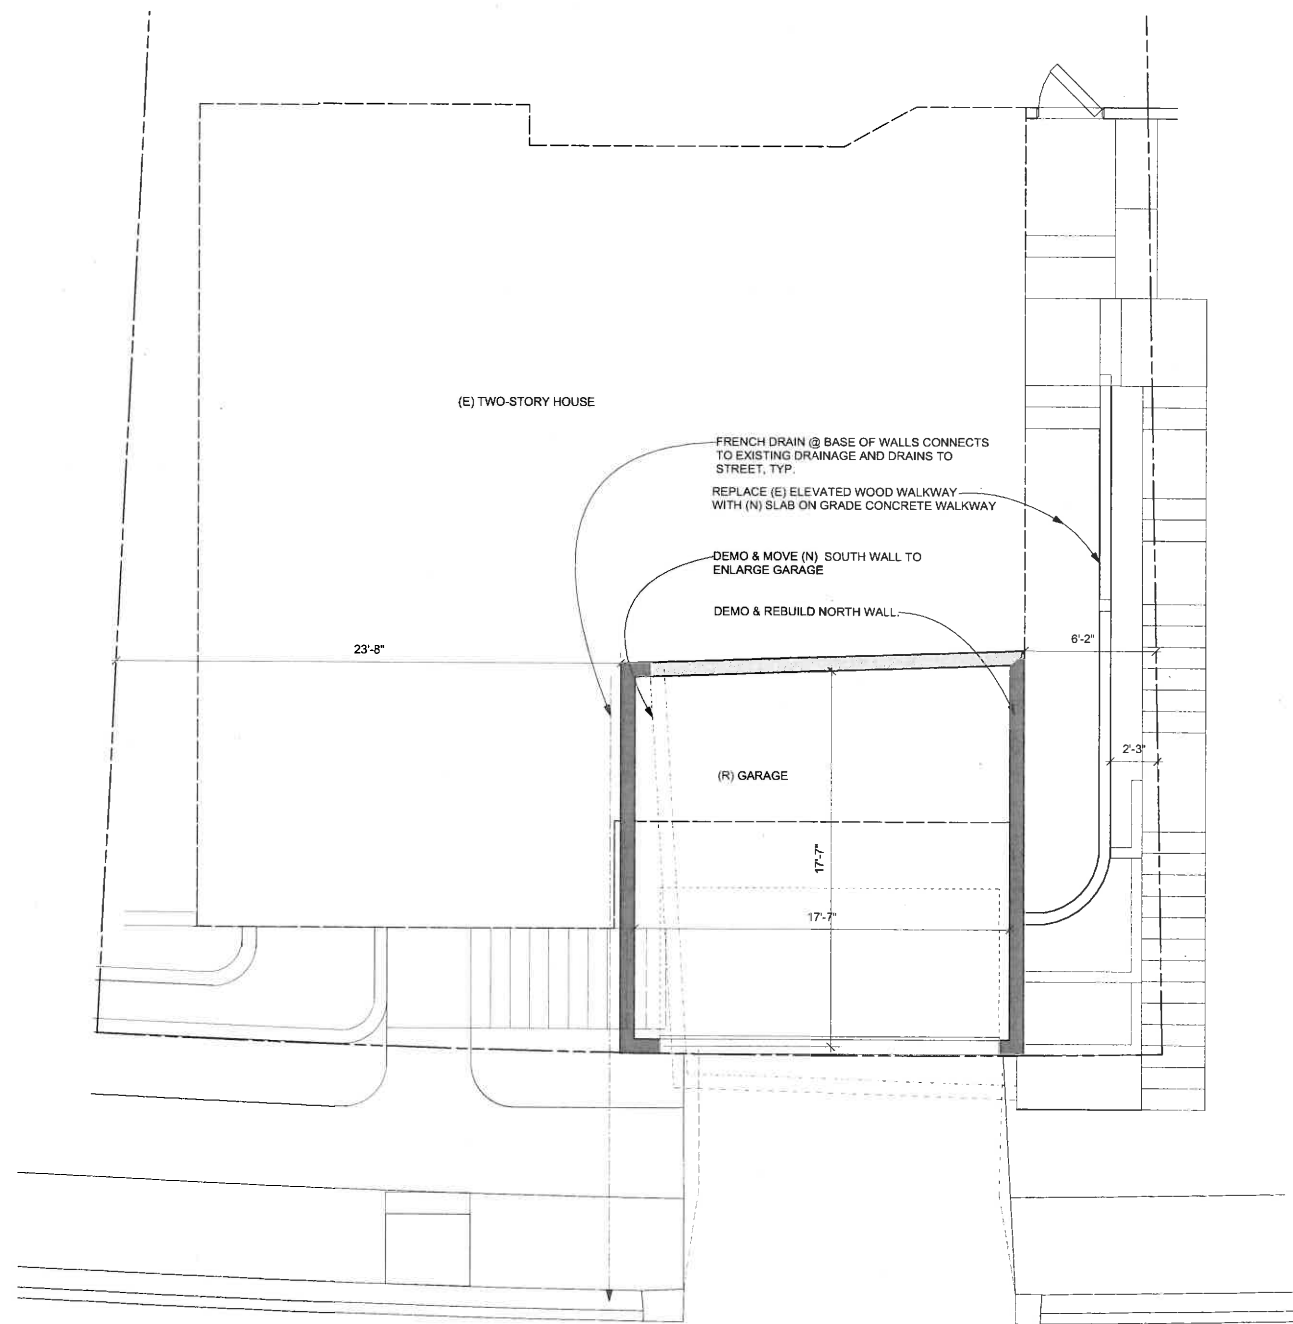 (E) TWO-STORY HOUSE
FRENCH DRAIN @ BASE OF WALLS CONNECTS
TO EXISTING DRAINAGE AND DRAINS TO
STREET, TYP.
REPLACE (E) ELEVATED WOOD WALKWAY
WITH (N) SLAB ON GRADE CONCRETE WALKWAY
DEMO & MOVE (N) SOUTH WALL TO
ENLARGE GARAGE
DEMO & REBUILD NORTH WALL
6'-2"
23'-8"
2'-3"
(R) GARAGE
17'-7"
17'-7"